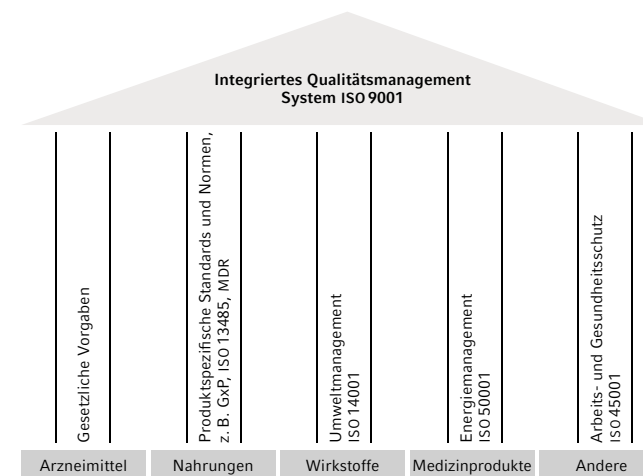 Integriertes Qualitätsmanagement
System ISO 9001
Gesetzliche Vorgaben
Produktspezifische Standards und Normen,
z. B. GxP, ISO 13485, MDR
Umweltmanagement
ISO 14001
Energiemanagement
ISO 50001
Arbeits- und Gesundheitsschutz
ISO 45001
Arzneimittel
Nahrungen
Wirkstoffe
Medizinprodukte
Andere